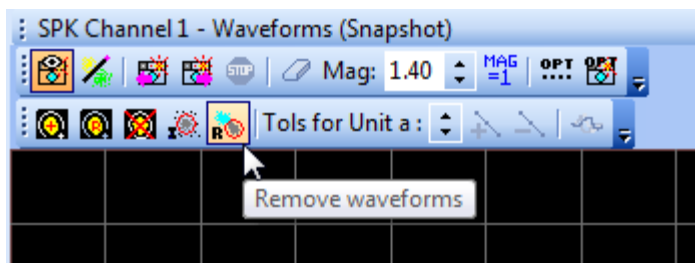 SPK Channel 1 - Waveforms (Snapshot)
STOP Mag: 1.40 MAG =1 OPT OPT
R I R Tols for Unit a :
Remove waveforms